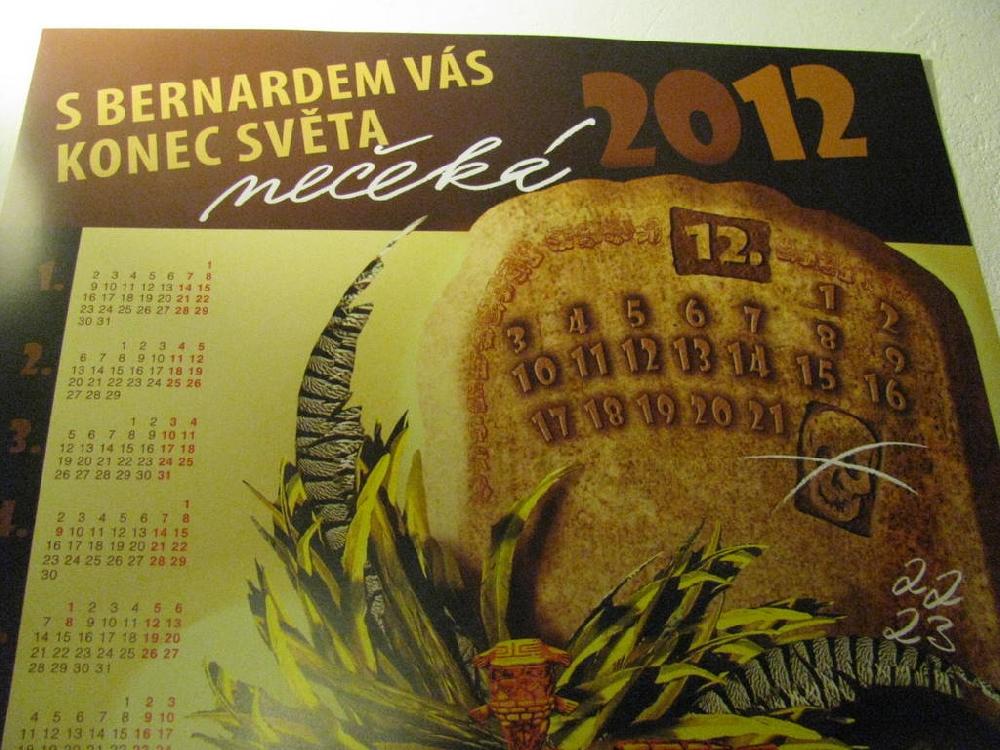 S BERNARDEM VÁS
KONEC SVĚTA
nečeká
2012
1.
1
2 3 4 5 6 7 8
9 10 11 12 13 14 15
16 17 18 19 20 21 22
23 24 25 26 27 28 29
30 31
2.
1 2 3 4 5
6 7 8 9 10 11 12
13 14 15 16 17 18 19
20 21 22 23 24 25 26
27 28 29
3.
1 2 3 4
5 6 7 8 9 10 11
12 13 14 15 16 17 18
19 20 21 22 23 24 25
26 27 28 29 30 31
4.
1
2 3 4 5 6 7 8
9 10 11 12 13 14 15
16 17 18 19 20 21 22
23 24 25 26 27 28 29
30
1 2 3 4 5 6
7 8 9 10 11 12 13
14 15 16 17 18 19 20
21 22 23 24 25 26 27
28 29 30 31
1 2 3
4 5 6 7 8 9 10
11 12 13 14 15 16 17
12.
1 2
3 4 5 6 7 8 9
10 11 12 13 14 15 16
17 18 19 20 21
22
23